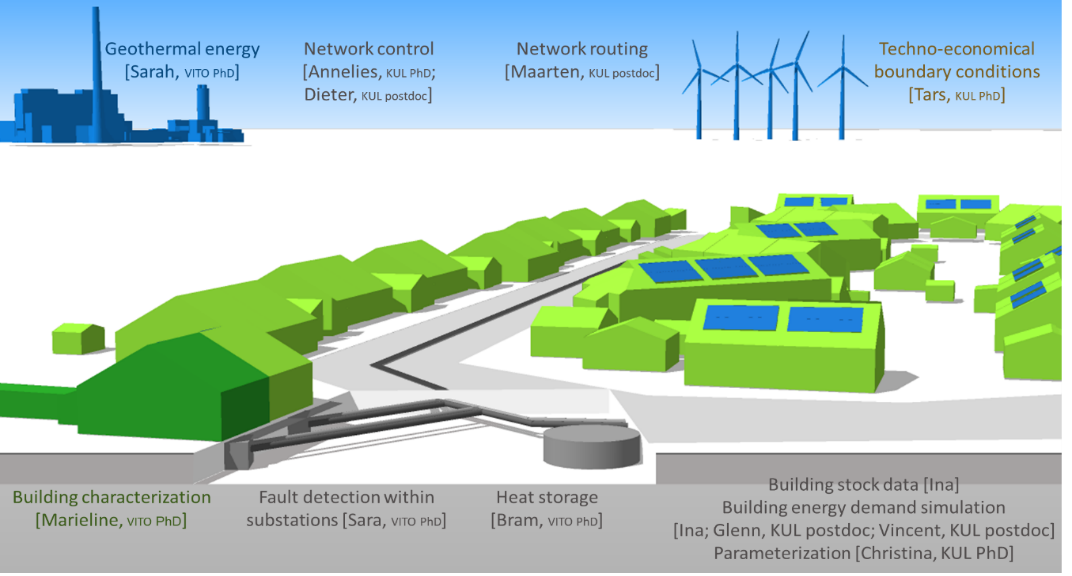 Geothermal energy
[Sarah, VITO PhD]
Network control
[Annelies, KUL PhD;
Dieter, KUL postdoc]
Network routing
[Maarten, KUL postdoc]
Techno-economical
boundary conditions
[Tars, KUL PhD]
Building characterization
[Marieline, VITO PhD]
Fault detection within
substations [Sara, VITO PhD]
Heat storage
[Bram, VITO PhD]
Building stock data [Ina]
Building energy demand simulation
[Ina; Glenn, KUL postdoc; Vincent, KUL postdoc]
Parameterization [Christina, KUL PhD]